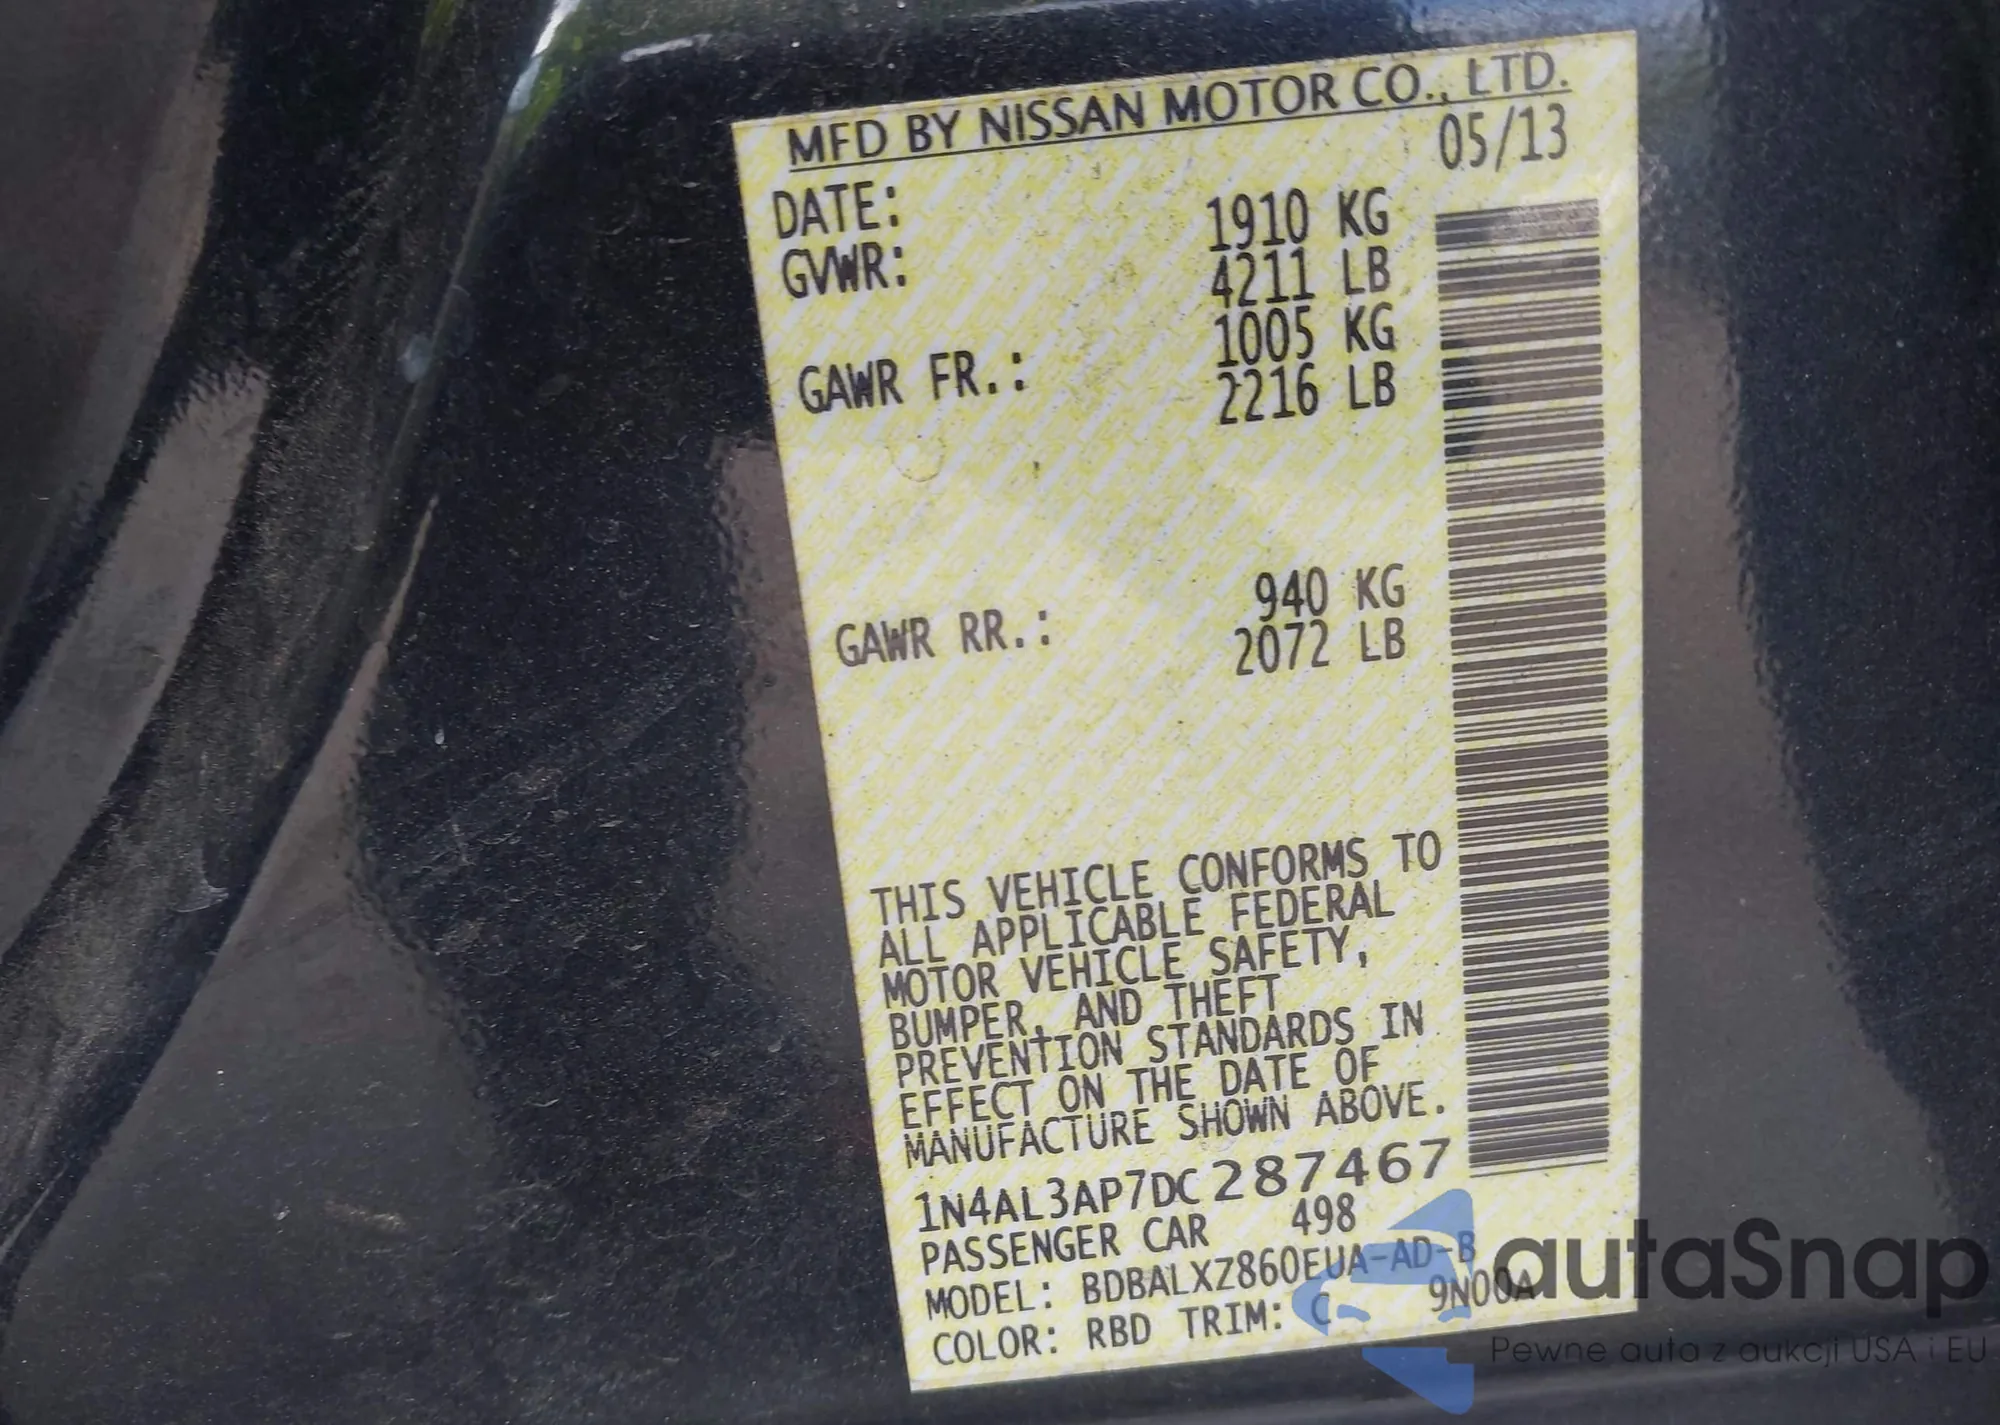 MFD BY NISSAN MOTOR CO., LTD.
DATE: 05/13
GVWR: 1910 KG
4211 LB
GAWR FR.: 1005 KG
2216 LB
GAWR RR.: 940 KG
2072 LB
THIS VEHICLE CONFORMS TO
ALL APPLICABLE FEDERAL
MOTOR VEHICLE SAFETY,
BUMPER, AND THEFT
PREVENTION STANDARDS IN
EFFECT ON THE DATE OF
MANUFACTURE SHOWN ABOVE.
1N4AL3AP7DC287467
PASSENGER CAR 498
MODEL: BDBALXZ860EUA-AD-B
COLOR: RBD TRIM: C 9N00A
autaSnap
Pewne auta z aukcji USA i EU